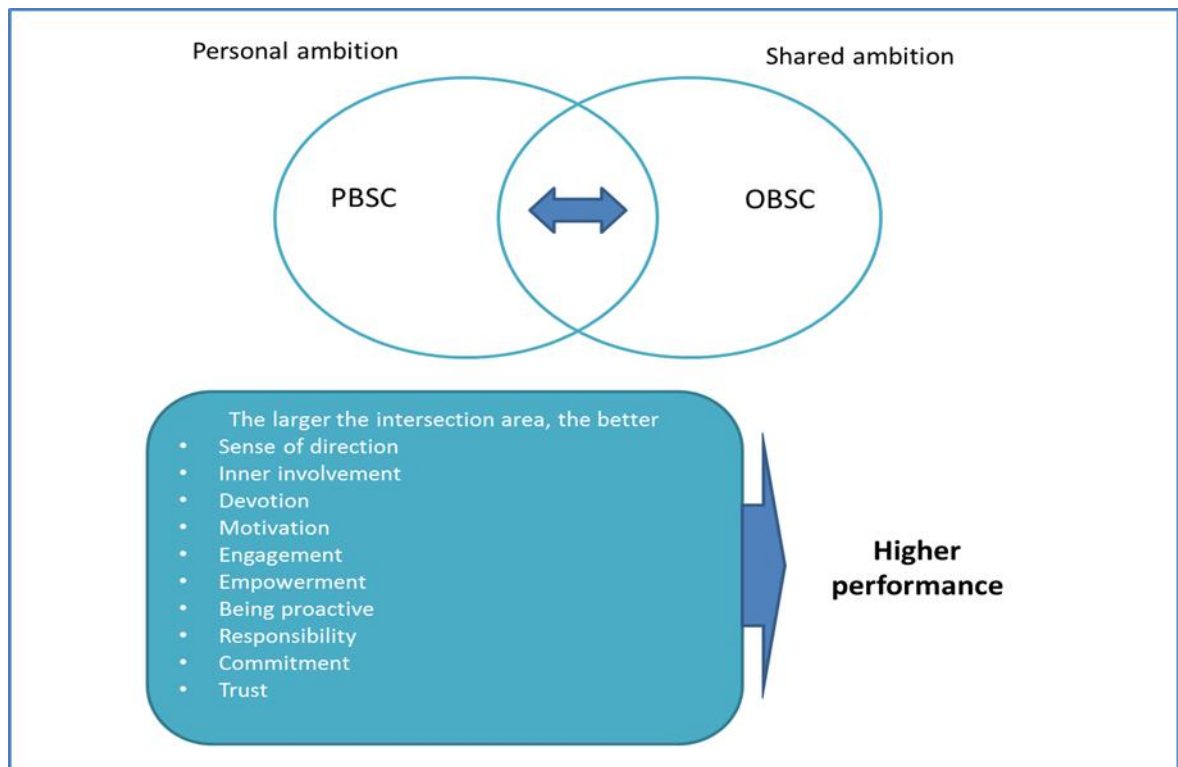 Personal ambition
Shared ambition
PBSC
OBSC
The larger the intersection area, the better
• Sense of direction
• Inner involvement
• Devotion
• Motivation
• Engagement
• Empowerment
• Being proactive
• Responsibility
• Commitment
• Trust
Higher
performance